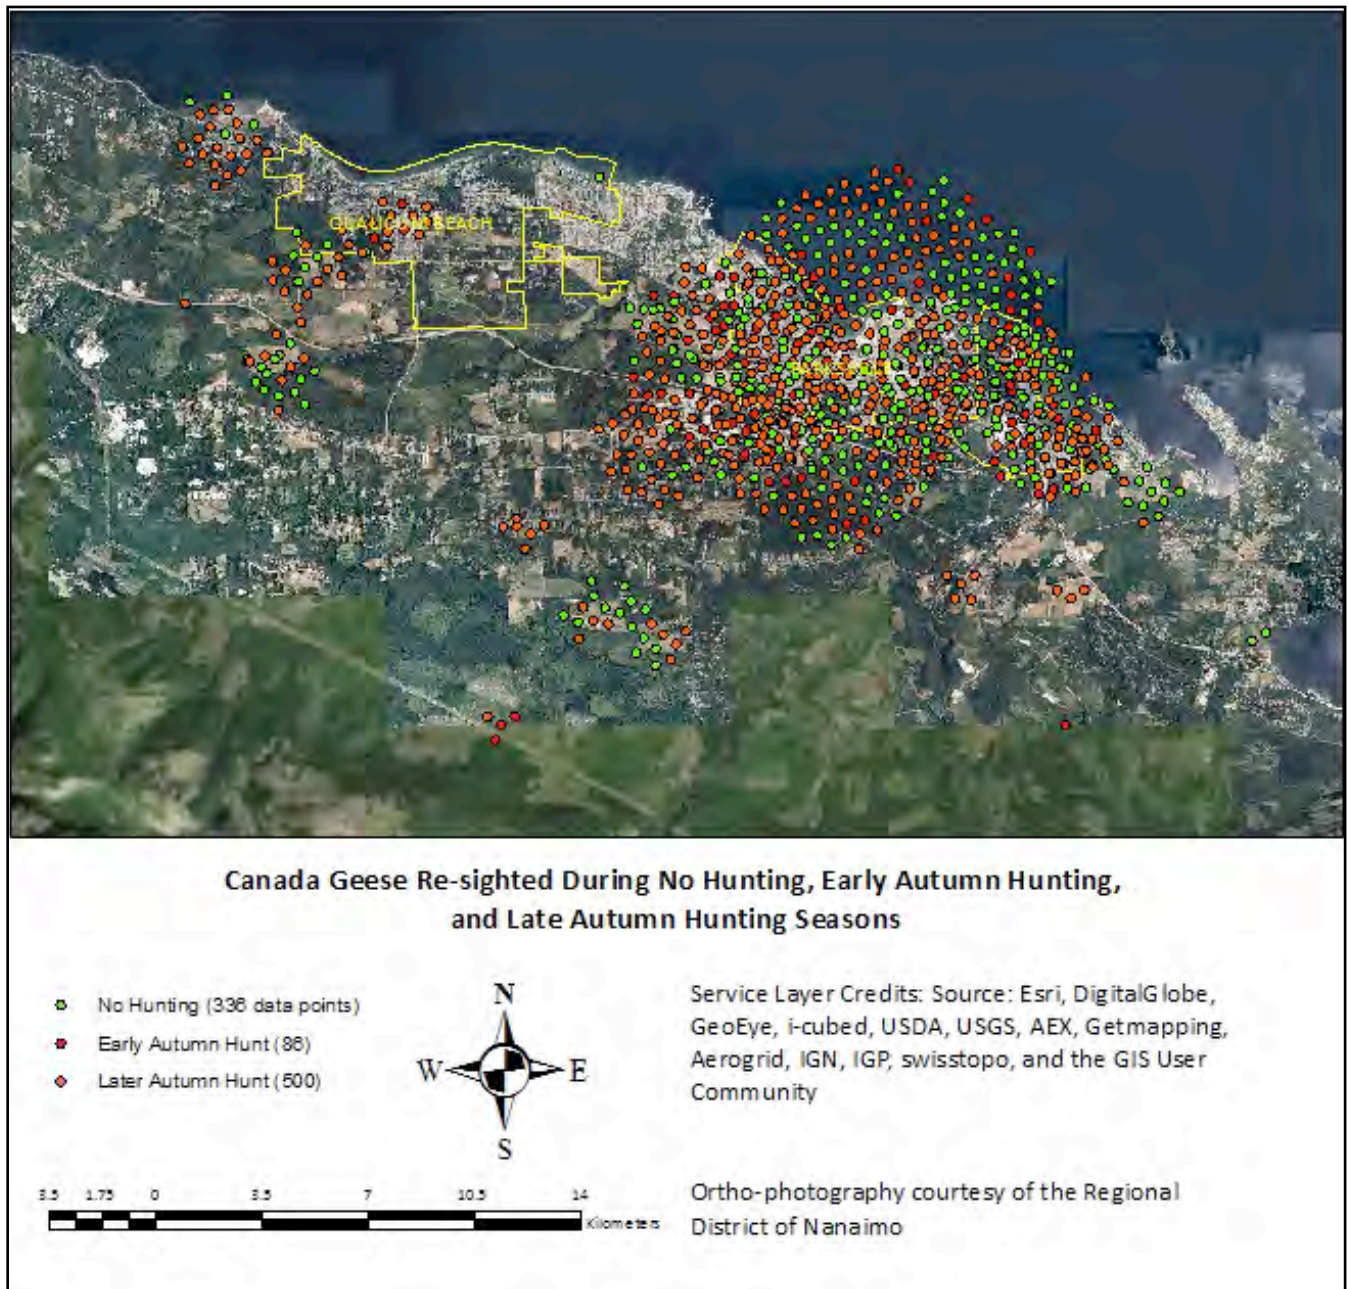 QUALICUM BEACH
PARKSVILLE
Canada Geese Re-sighted During No Hunting, Early Autumn Hunting,
and Late Autumn Hunting Seasons
No Hunting (336 data points)
Early Autumn Hunt (86)
Later Autumn Hunt (500)
N
W E
S
3.5 1.75 0 3.5 7 10.5 14
Kilometers
Service Layer Credits: Source: Esri, DigitalGlobe,
GeoEye, i-cubed, USDA, USGS, AEX, Getmapping,
Aerogrid, IGN, IGP, swisstopo, and the GIS User
Community
Ortho-photography courtesy of the Regional
District of Nanaimo